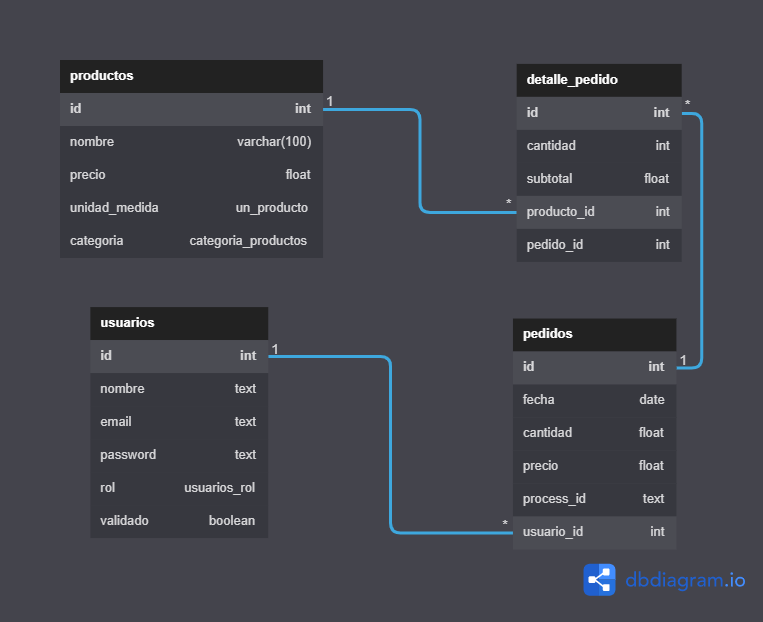 productos
id int
nombre varchar(100)
precio float
unidad_medida un_producto
categoria categoria_productos
1
*
detalle_pedido
id int
cantidad int
subtotal float
producto_id int
pedido_id int
*
usuarios
id int
nombre text
email text
password text
rol usuarios_rol
validado boolean
1
*
pedidos
id int
fecha date
cantidad float
precio float
process_id text
usuario_id int
1
dbdiagram.io